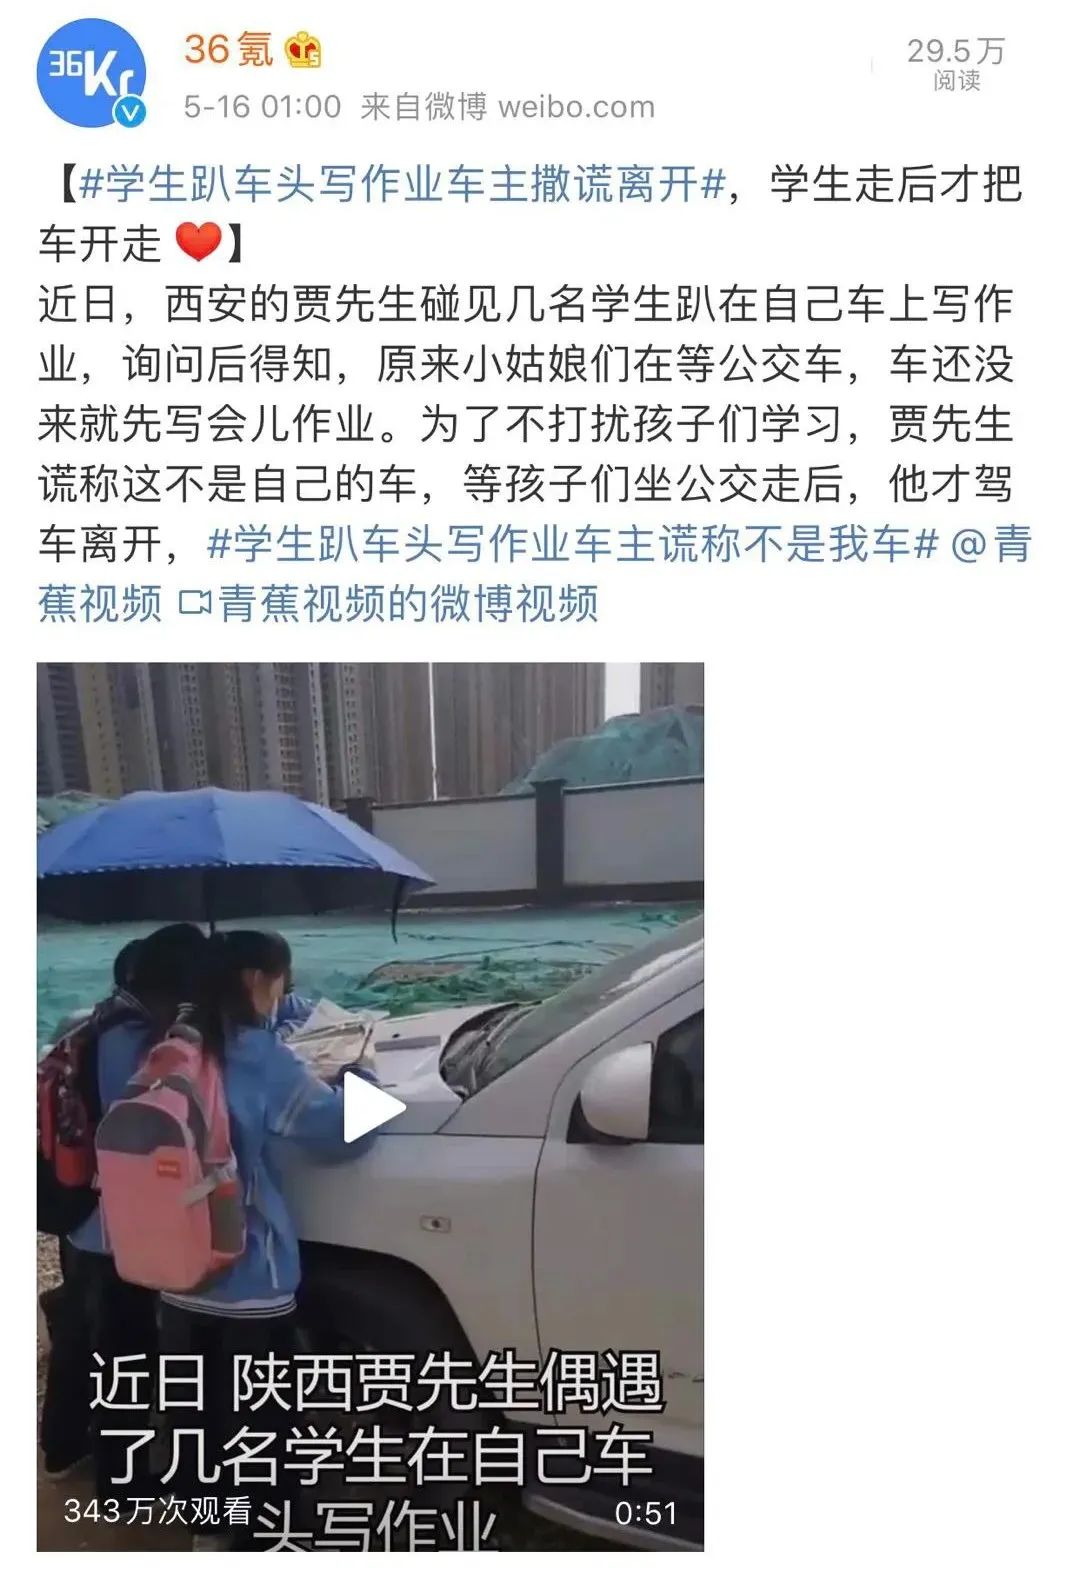 36Kr
36氪
29.5万
阅读
5-16 01:00 来自微博 weibo.com
【#学生趴车头写作业车主撒谎离开#，学生走后才把
车开走 ❤️】
近日，西安的贾先生碰见几名学生趴在自己车上写作
业，询问后得知，原来小姑娘们在等公交车，车还没
来就先写会儿作业。为了不打扰孩子们学习，贾先生
谎称这不是自己的车，等孩子们坐公交走后，他才驾
车离开，#学生趴车头写作业车主谎称不是我车# @青
蕉视频 青蕉视频的微博视频
近日 陕西贾先生偶遇
了几名学生在自己车
头写作业
343万次观看
0:51